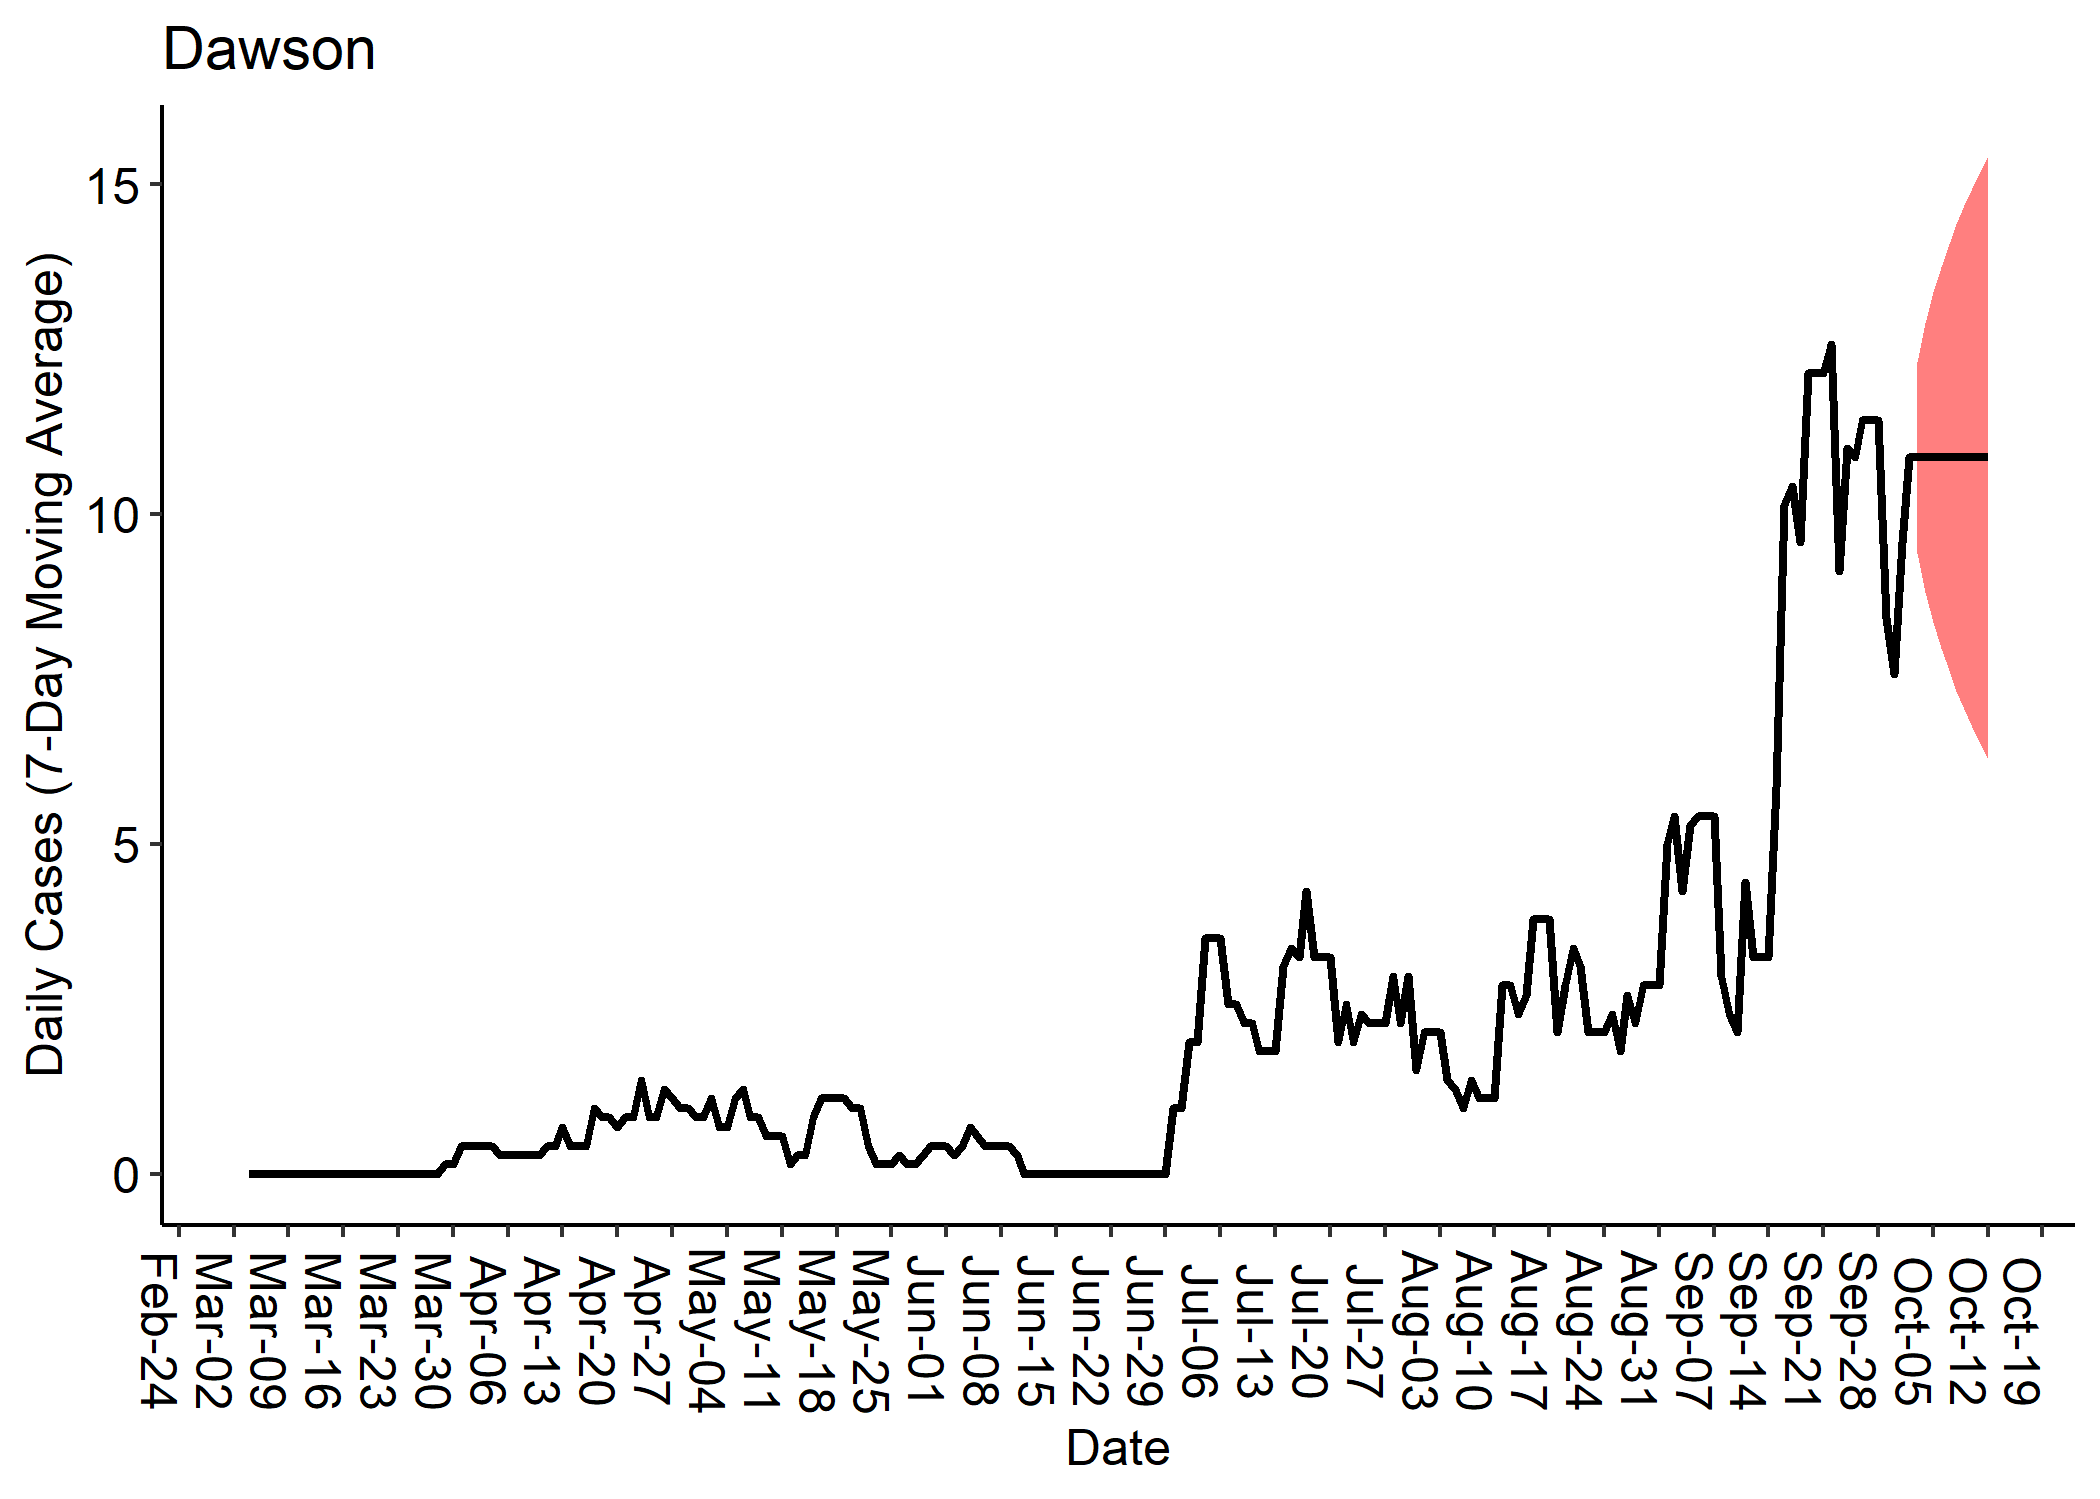 Dawson
Daily Cases (7-Day Moving Average)
15
10
5
0
Feb-24
Mar-02
Mar-09
Mar-16
Mar-23
Mar-30
Apr-06
Apr-13
Apr-20
Apr-27
May-04
May-11
May-18
May-25
Jun-01
Jun-08
Jun-15
Jun-22
Jun-29
Jul-06
Jul-13
Jul-20
Jul-27
Aug-03
Aug-10
Aug-17
Aug-24
Aug-31
Sep-07
Sep-14
Sep-21
Sep-28
Oct-05
Oct-12
Oct-19
Date